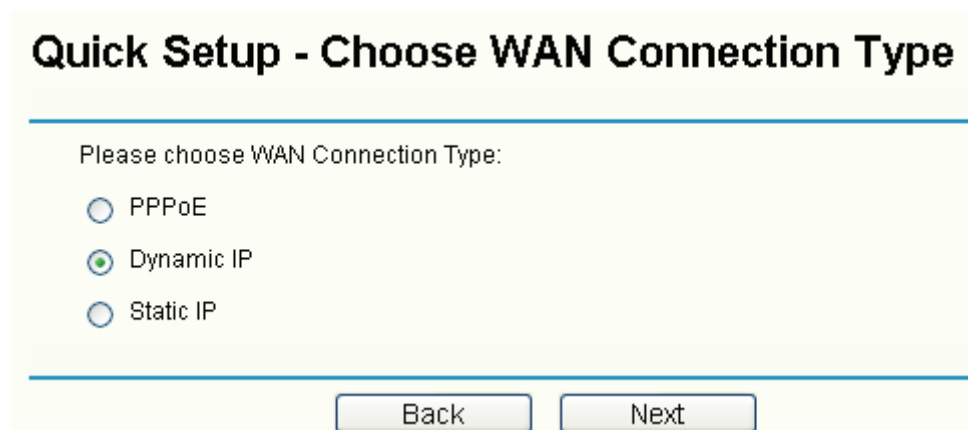 Quick Setup - Choose WAN Connection Type
Please choose WAN Connection Type:
PPPoE
Dynamic IP
Static IP
Back Next